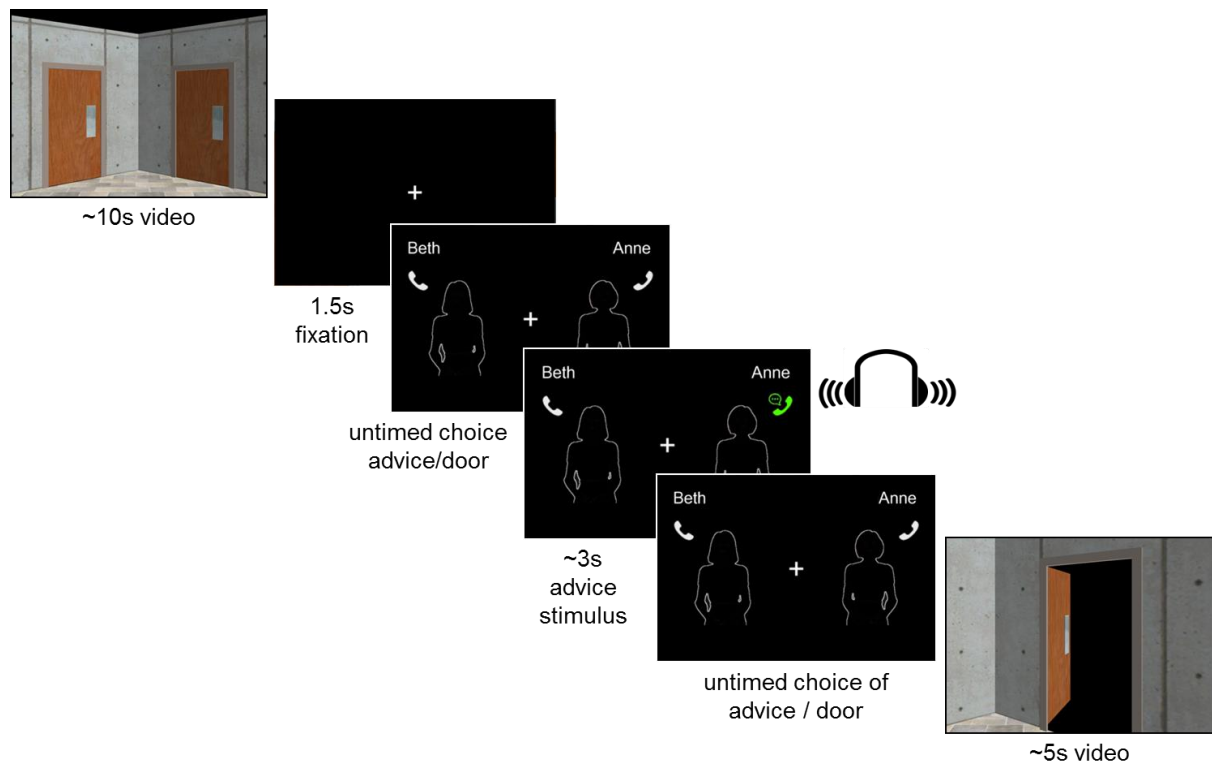 ~10s video
1.5s
fixation
Beth Anne
untimed choice
advice/door
Beth Anne
~3s
advice
stimulus
Beth Anne
untimed choice of
advice / door
~5s video